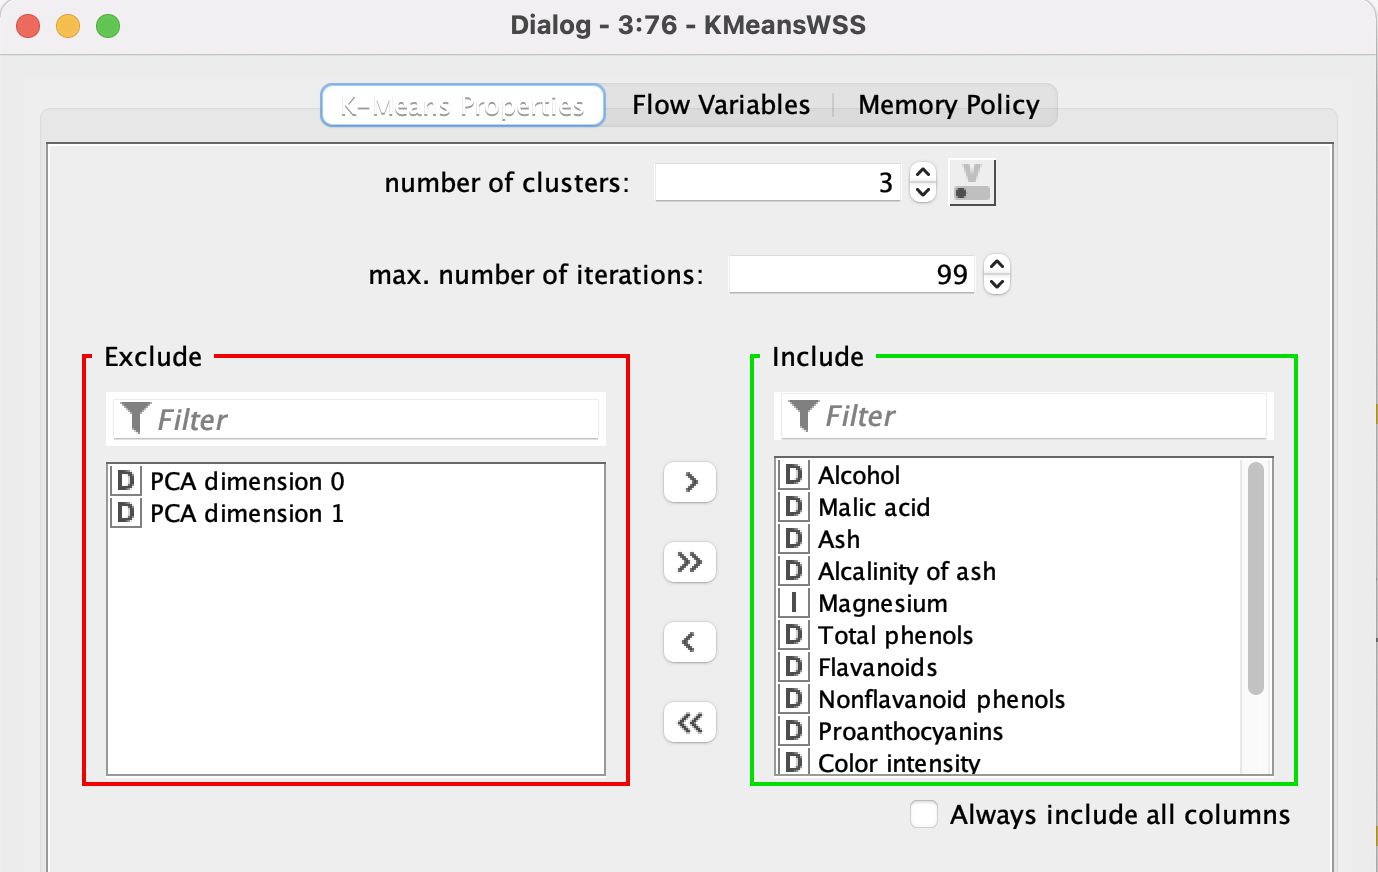 Dialog - 3:76 - KMeansWSS
K-Means Properties Flow Variables Memory Policy
number of clusters: 3 V
max. number of iterations: 99
Exclude
Filter
D PCA dimension 0
D PCA dimension 1
>
>>
<
<<
Include
Filter
D Alcohol
D Malic acid
D Ash
D Alcalinity of ash
I Magnesium
D Total phenols
D Flavanoids
D Nonflavanoid phenols
D Proanthocyanins
D Color intensity
Always include all columns